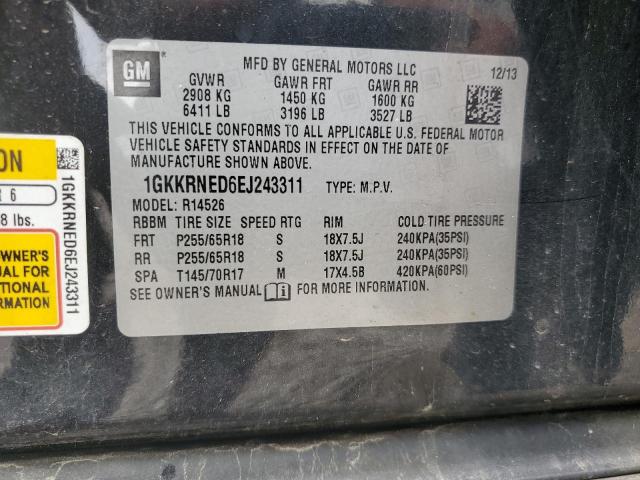 GM
MFD BY GENERAL MOTORS LLC
12/13
GVWR GAWR FRT GAWR RR
2908 KG 1450 KG 1600 KG
6411 LB 3196 LB 3527 LB
THIS VEHICLE CONFORMS TO ALL APPLICABLE U.S. FEDERAL MOTOR
VEHICLE SAFETY STANDARDS IN EFFECT ON THE DATE OF
MANUFACTURE SHOWN ABOVE.
1GKKRNED6EJ243311 TYPE: M.P.V.
MODEL: R14526
RBBM TIRE SIZE SPEED RTG RIM COLD TIRE PRESSURE
FRT P255/65R18 S 18X7.5J 240KPA(35PSI)
RR P255/65R18 S 18X7.5J 240KPA(35PSI)
SPA T145/70R17 M 17X4.5B 420KPA(60PSI)
SEE OWNER'S MANUAL FOR MORE INFORMATION.
ION
R 6
8 lbs.
OWNER'S
UAL FOR
ITIONAL
RMATION
1GKKRNED6EJ243311